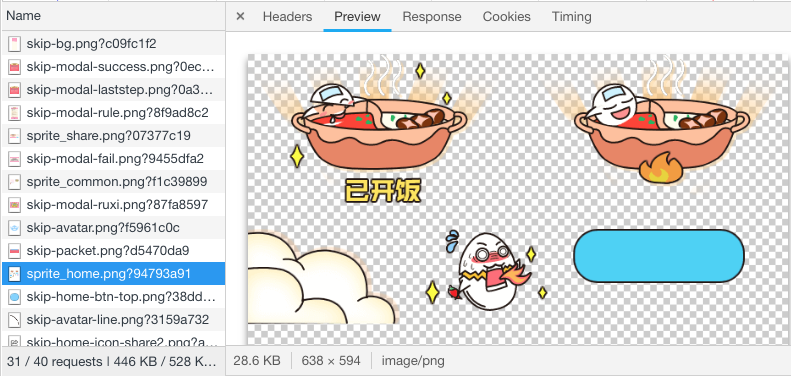 Name
× Headers Preview Response Cookies Timing
skip-bg.png?c09fc1f2
skip-modal-success.png?0ec…
skip-modal-laststep.png?0a3…
skip-modal-rule.png?8f9ad8c2
sprite_share.png?07377c19
skip-modal-fail.png?9455dfa2
sprite_common.png?f1c39899
skip-modal-ruxi.png?87fa8597
skip-avatar.png?f5961c0c
skip-packet.png?d5470da9
sprite_home.png?94793a91
skip-home-btn-top.png?38dd…
skip-avatar-line.png?3159a732
skip-home-icon-share2.png?a…
已开饭
31 / 40 requests | 446 KB / 528 K…
28.6 KB 638 × 594 image/png